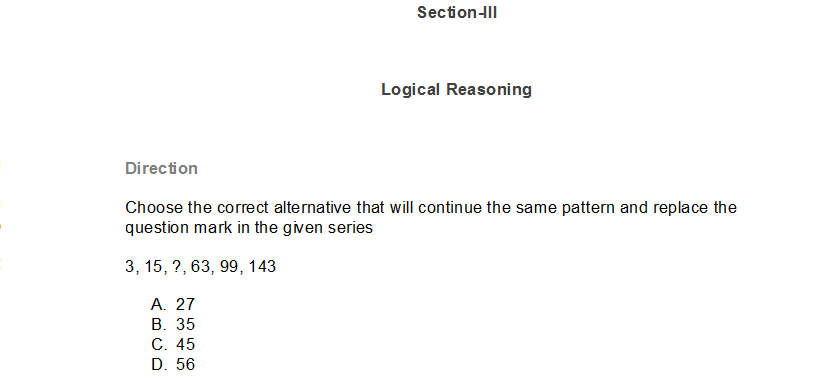 Section-III
Logical Reasoning
Direction
Choose the correct alternative that will continue the same pattern and replace the
question mark in the given series
3, 15, ?, 63, 99, 143
A. 27
B. 35
C. 45
D. 56